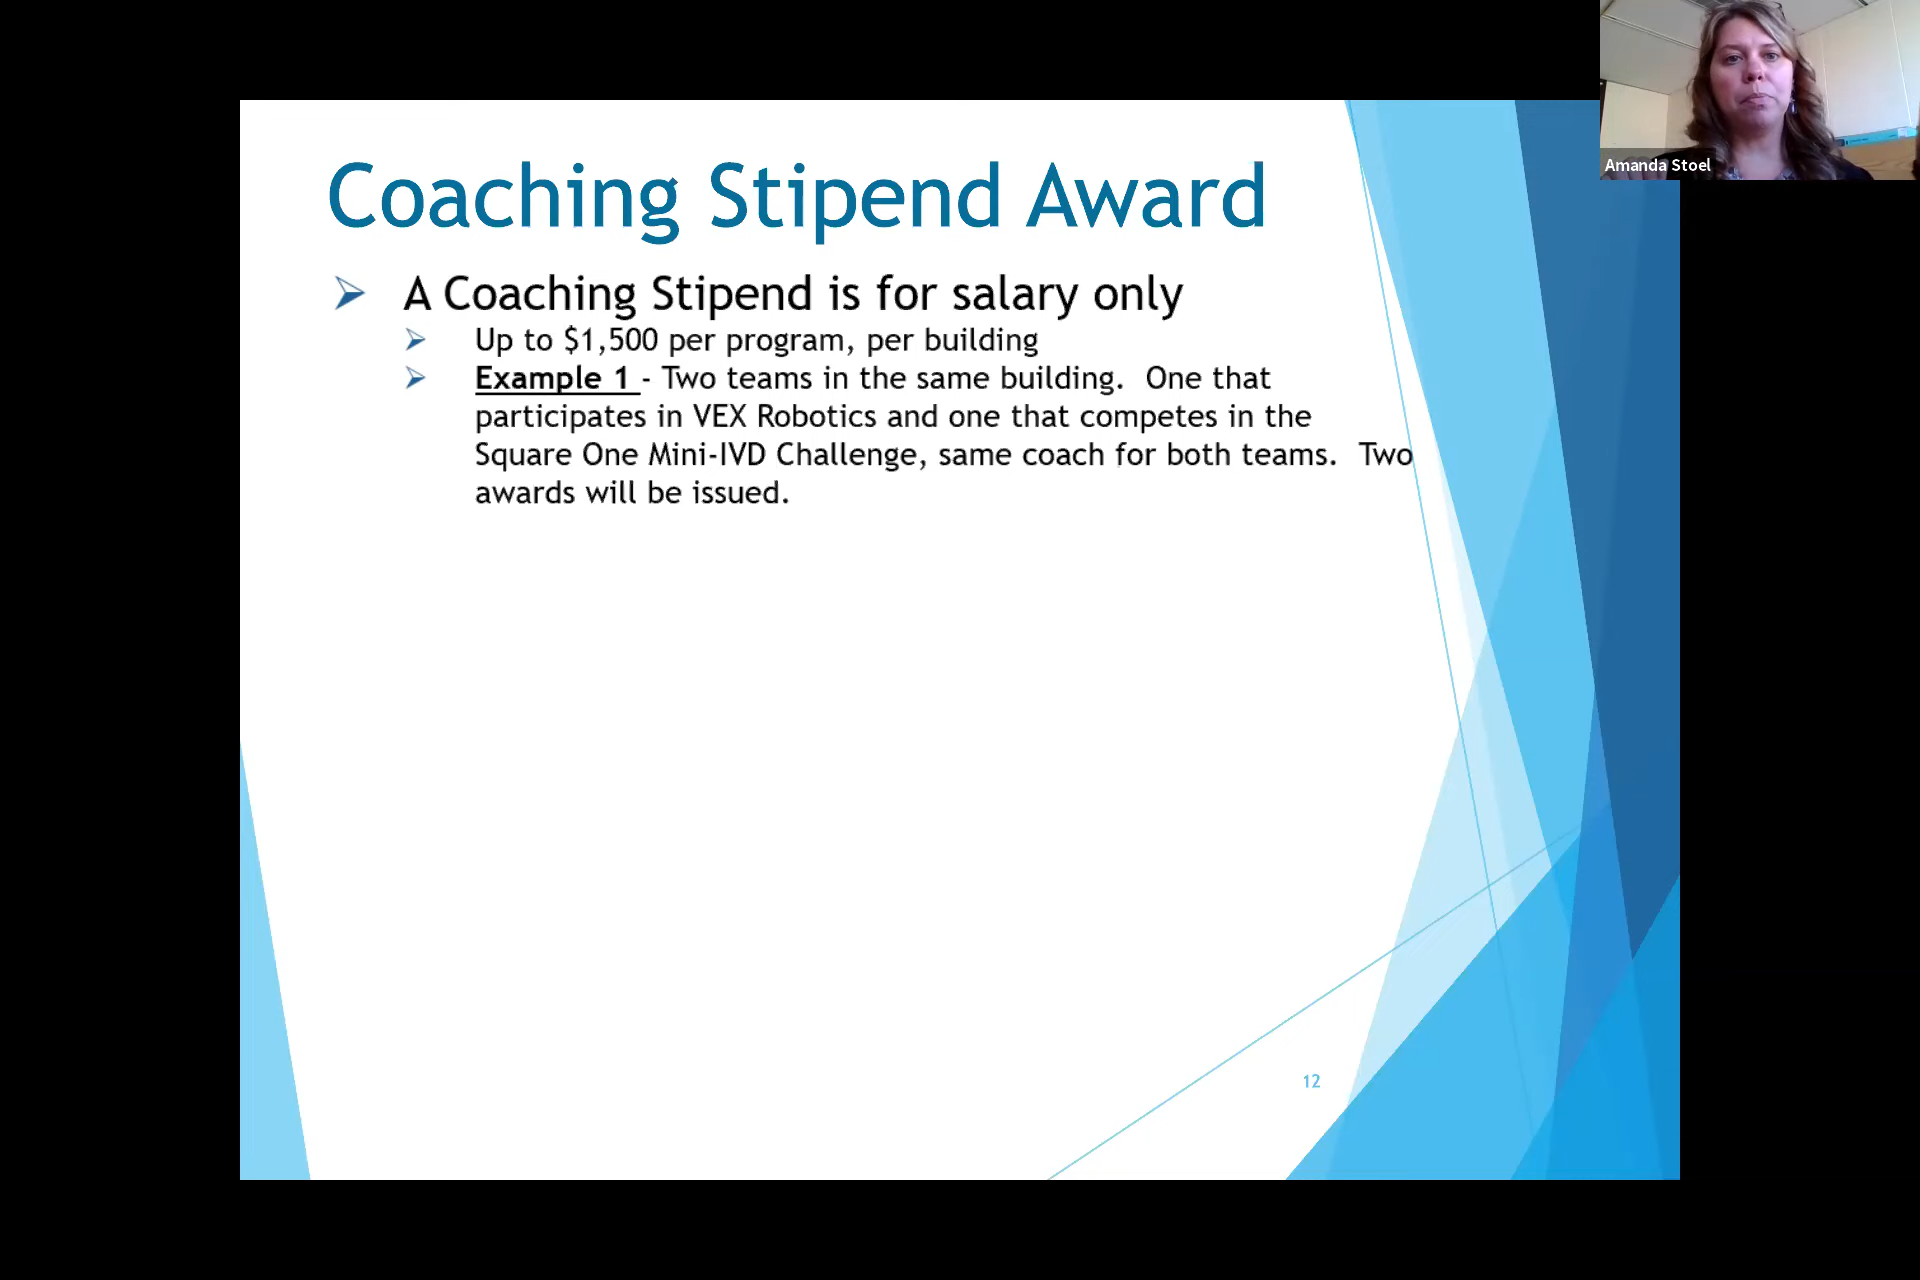 Amanda Stoel
Coaching Stipend Award
A Coaching Stipend is for salary only
Up to $1,500 per program, per building
Example 1 - Two teams in the same building. One that
participates in VEX Robotics and one that competes in the
Square One Mini-IVD Challenge, same coach for both teams. Two
awards will be issued.
12